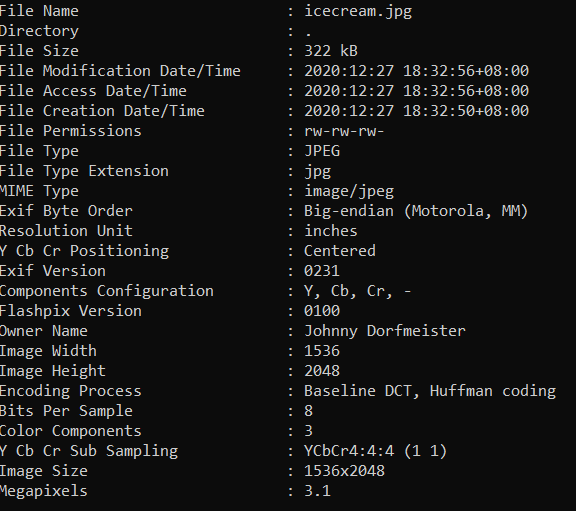 File Name : icecream.jpg
Directory : .
File Size : 322 kB
File Modification Date/Time : 2020:12:27 18:32:56+08:00
File Access Date/Time : 2020:12:27 18:32:56+08:00
File Creation Date/Time : 2020:12:27 18:32:50+08:00
File Permissions : rw-rw-rw-
File Type : JPEG
File Type Extension : jpg
MIME Type : image/jpeg
Exif Byte Order : Big-endian (Motorola, MM)
Resolution Unit : inches
Y Cb Cr Positioning : Centered
Exif Version : 0231
Components Configuration : Y, Cb, Cr, -
Flashpix Version : 0100
Owner Name : Johnny Dorfmeister
Image Width : 1536
Image Height : 2048
Encoding Process : Baseline DCT, Huffman coding
Bits Per Sample : 8
Color Components : 3
Y Cb Cr Sub Sampling : YCbCr4:4:4 (1 1)
Image Size : 1536x2048
Megapixels : 3.1